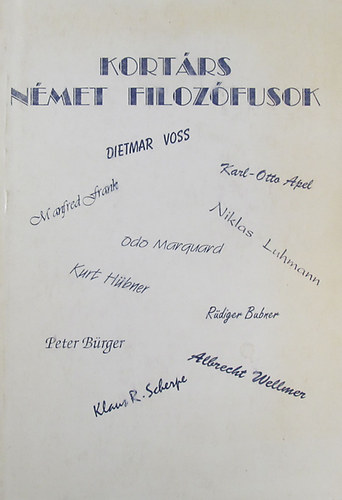 KORTÁRS
NÉMET FILOZÓFUSOK
DIETMAR VOSS
Karl-Otto Apel
Manfred Frank
Niklas Luhmann
Odo Marquard
Kurt Hübner
Rüdiger Bubner
Peter Bürger
Albrecht Wellmer
Klaus R. Scherpe